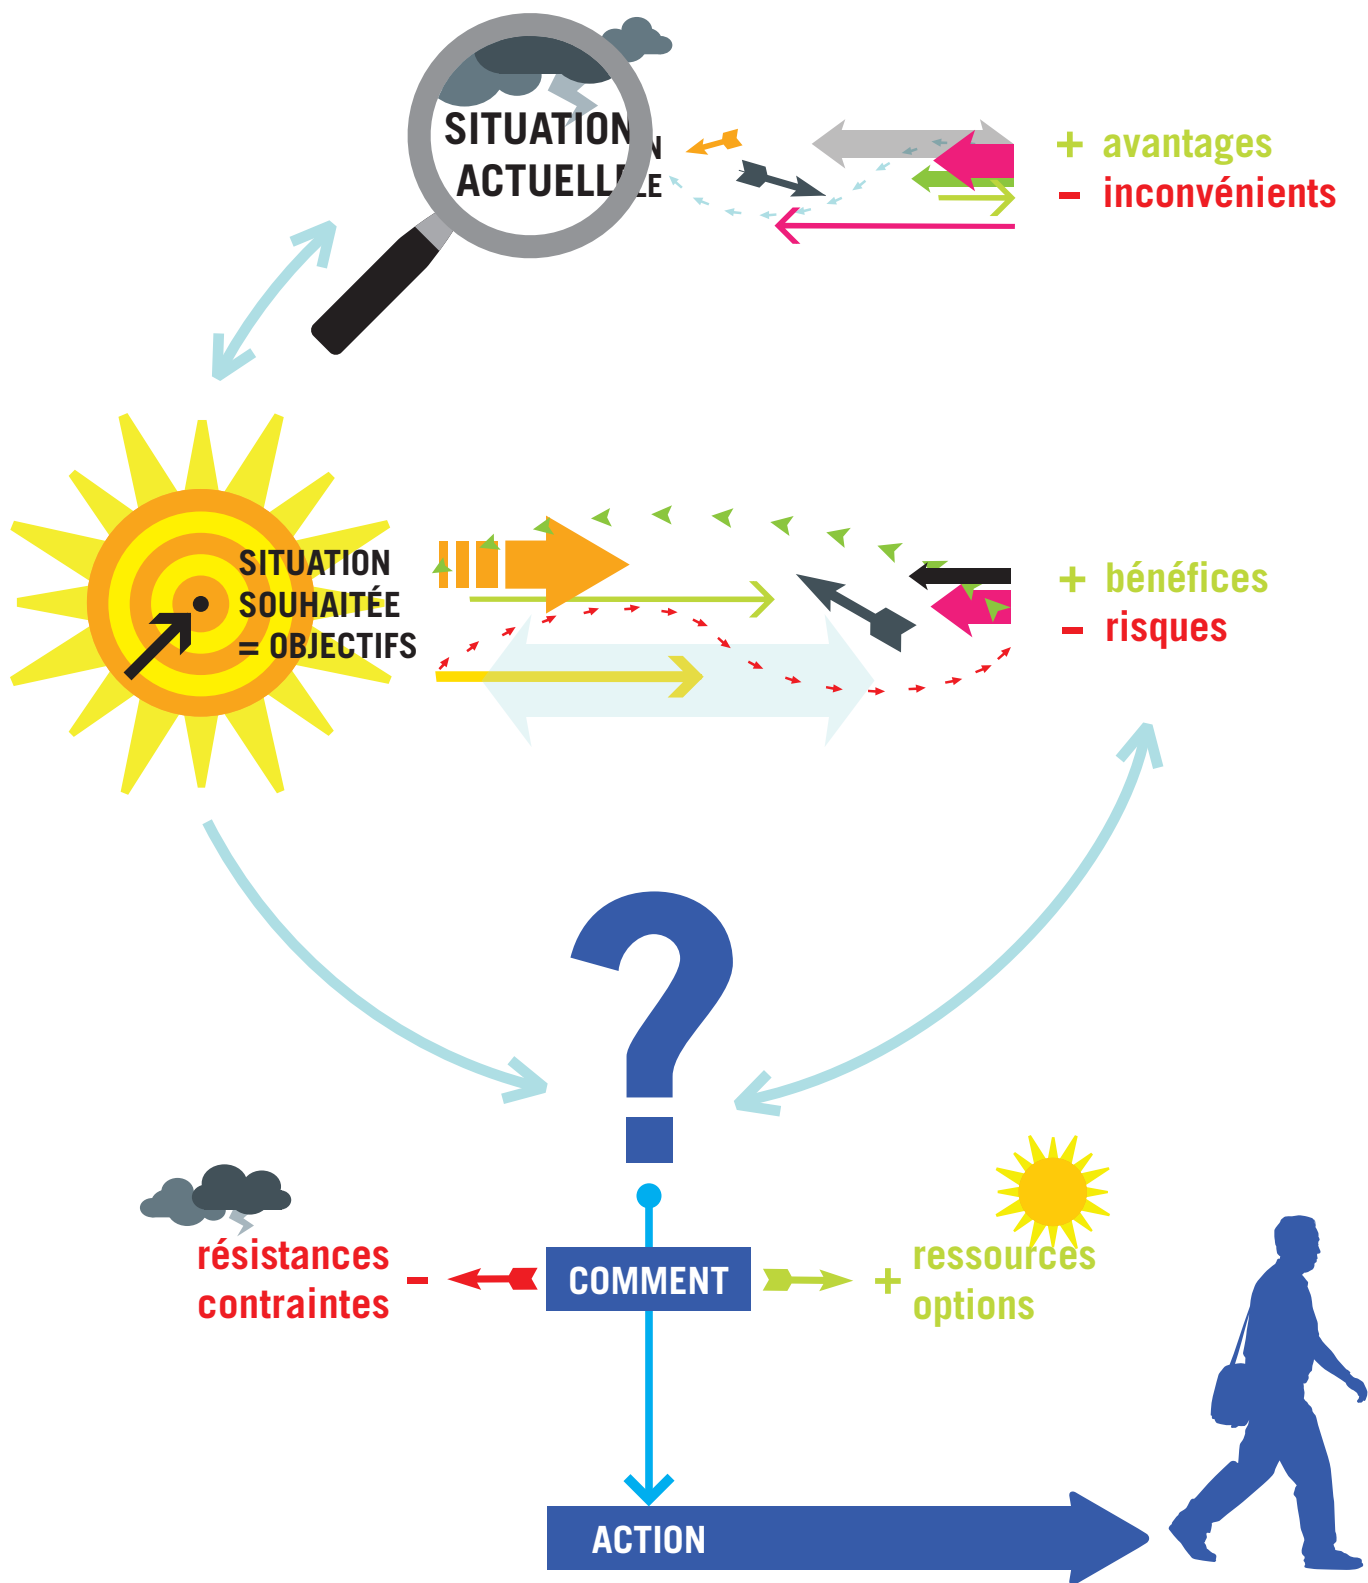 SITUATION
ACTUELLE
+ avantages
- inconvénients
SITUATION
SOUHAITÉE
= OBJECTIFS
+ bénéfices
- risques
?
résistances
contraintes
-
COMMENT
+
ressources
options
ACTION